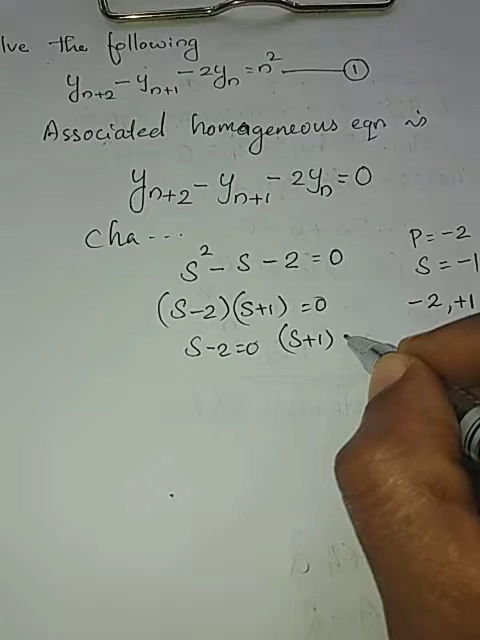 lve the following
yₙ₊₂ - yₙ₊₁ - 2yₙ = n² —— ①
Associated homogeneous eqn is
yₙ₊₂ - yₙ₊₁ - 2yₙ = 0
Cha...
s² - s - 2 = 0
P = -2
S = -1
(s-2)(s+1) = 0
-2, +1
s-2=0 (s+1)